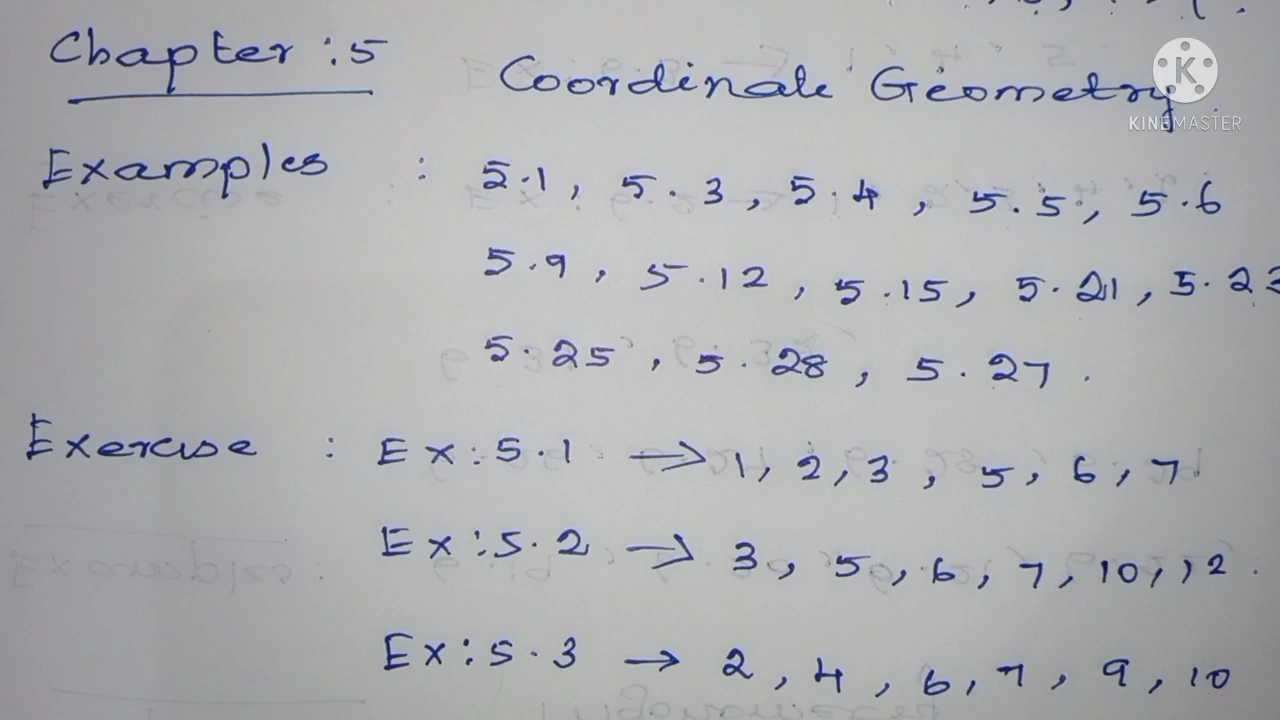 Chapter : 5
Coordinate Geometry
KINEMASTER
Examples : 5.1, 5.3, 5.4, 5.5, 5.6
5.9, 5.12, 5.15, 5.21, 5.23
5.25, 5.28, 5.27.
Exercise : Ex: 5.1 → 1, 2, 3, 5, 6, 7
Ex: 5.2 → 3, 5, 6, 7, 10, 12.
Ex: 5.3 → 2, 4, 6, 7, 9, 10